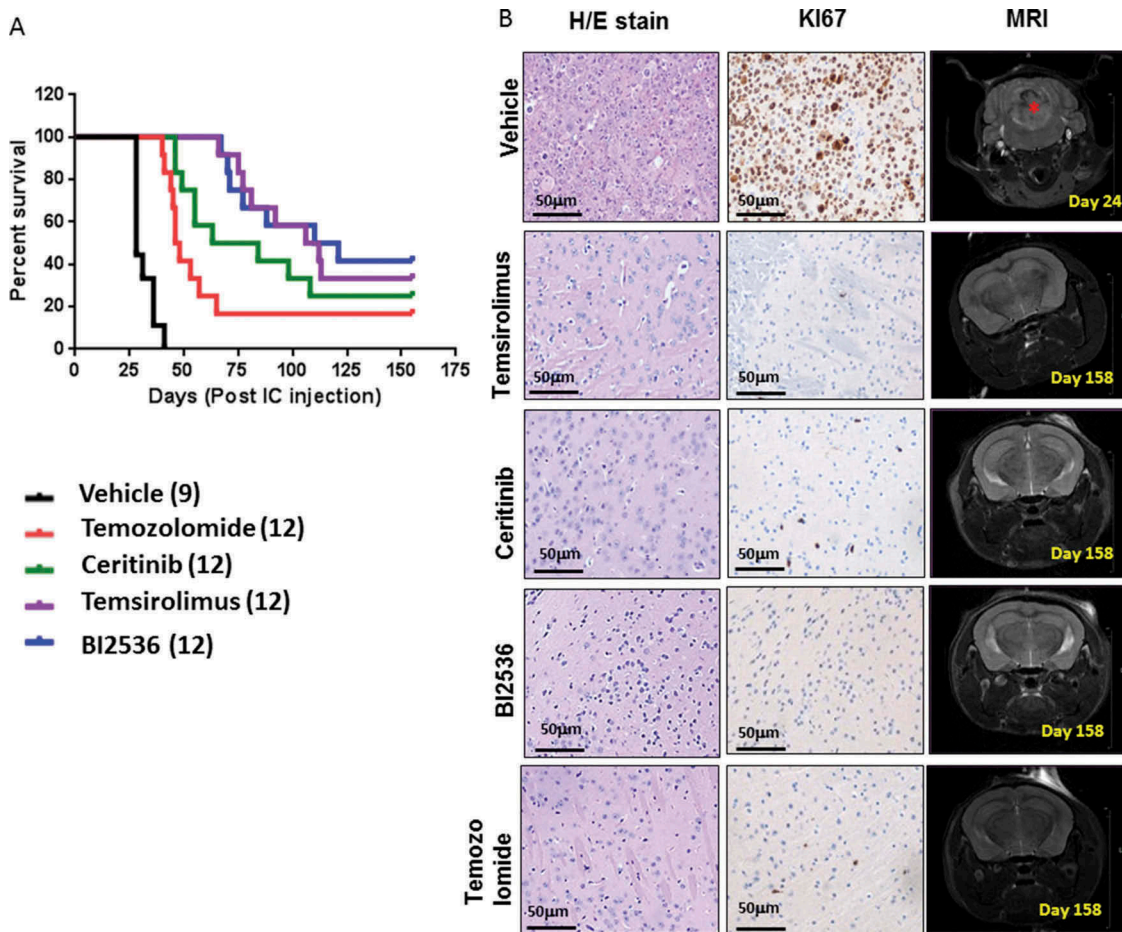 A
120
100
80
60
40
20
0
Percent survival
0 25 50 75 100 125 150 175
Days (Post IC injection)
Vehicle (9)
Temozolomide (12)
Ceritinib (12)
Temsirolimus (12)
BI2536 (12)
B
H/E stain KI67 MRI
Vehicle
50µm
50µm
*
Day 24
Temsirolimus
50µm
50µm
Day 158
Ceritinib
50µm
50µm
Day 158
BI2536
50µm
50µm
Day 158
Temozo
lomide
50µm
50µm
Day 158